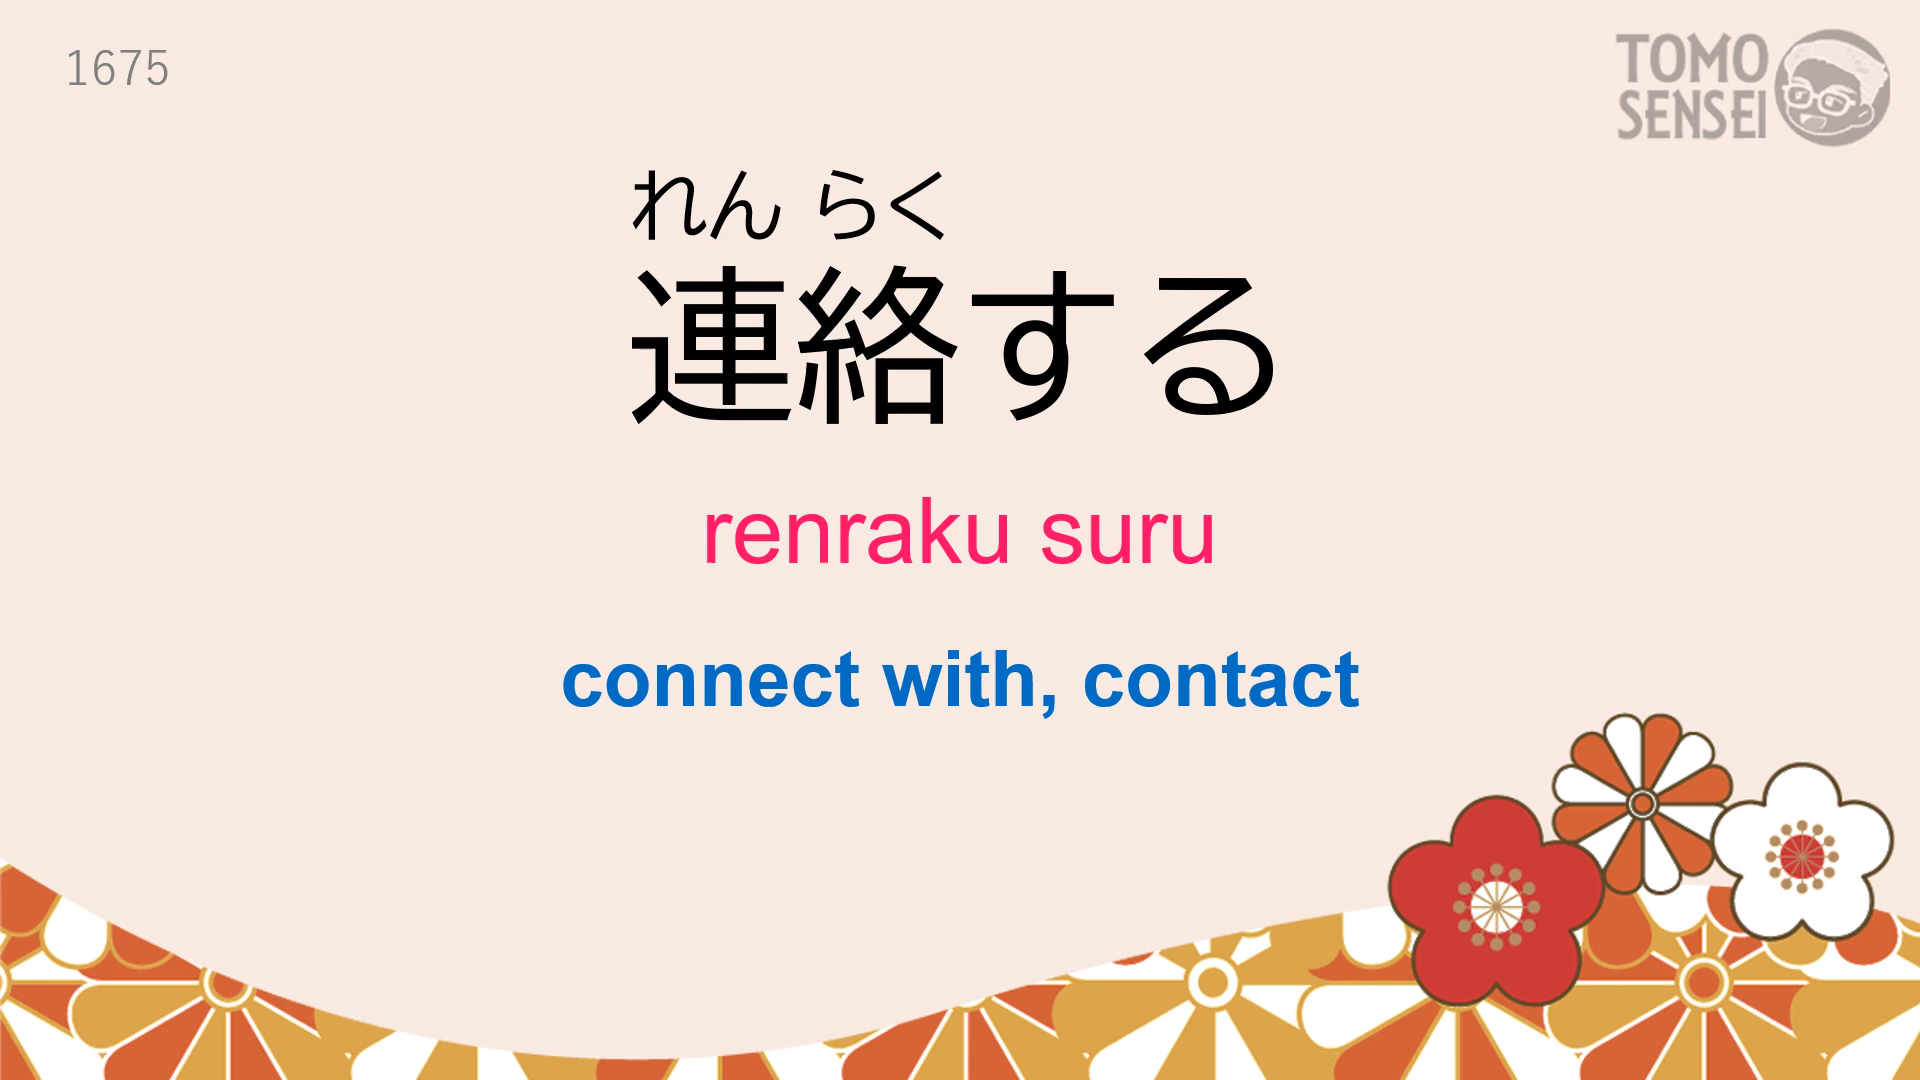 1675
TOMO
SENSEI
れん らく
連絡する
renraku suru
connect with, contact